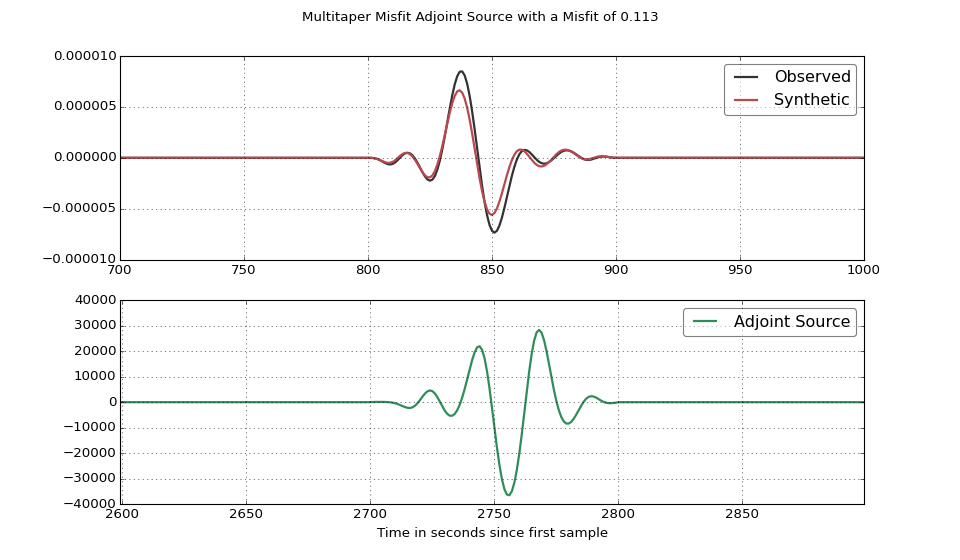 Multitaper Misfit Adjoint Source with a Misfit of 0.113
0.000010
0.000005
0.000000
−0.000005
−0.000010
Observed
Synthetic
700 750 800 850 900 950 1000
40000
30000
20000
10000
0
−10000
−20000
−30000
−40000
Adjoint Source
2600 2650 2700 2750 2800 2850
Time in seconds since first sample